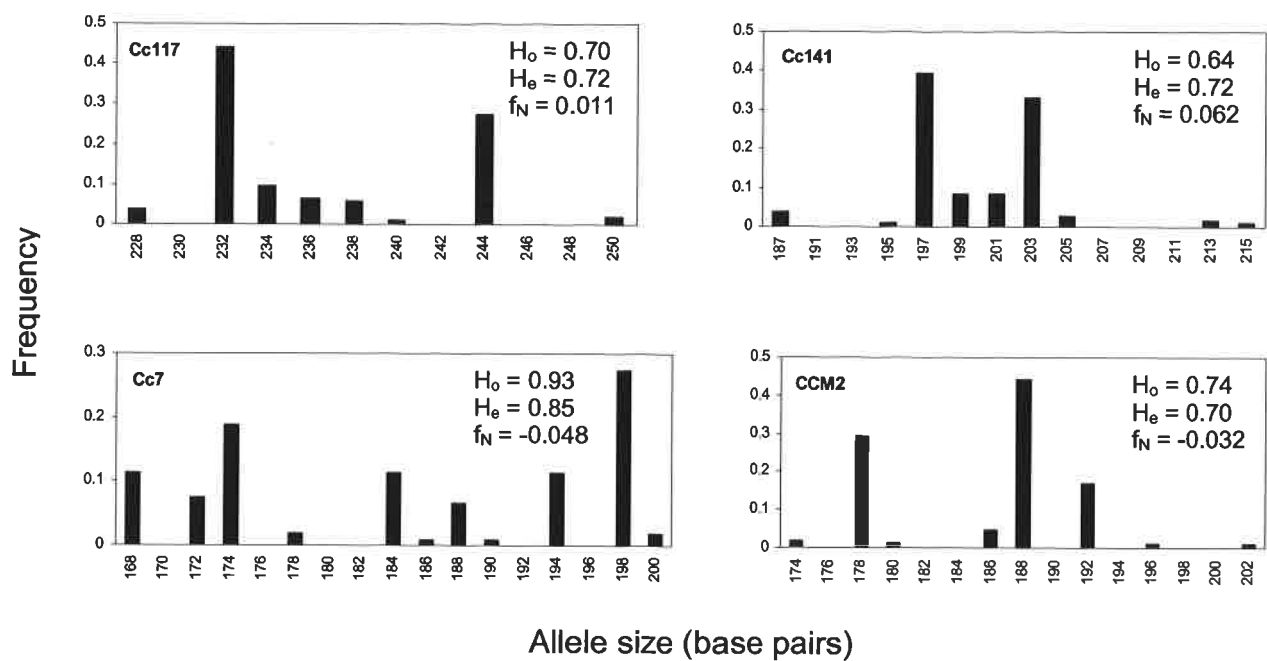 Frequency
Cc117
Hₒ = 0.70
Hₑ = 0.72
f_N = 0.011
0.5
0.4
0.3
0.2
0.1
0
228 230 232 234 236 238 240 242 244 246 248 250
Cc141
Hₒ = 0.64
Hₑ = 0.72
f_N = 0.062
0.5
0.4
0.3
0.2
0.1
0
187 191 193 195 197 199 201 203 205 207 209 211 213 215
Cc7
Hₒ = 0.93
Hₑ = 0.85
f_N = -0.048
0.3
0.2
0.1
0
168 170 172 174 176 178 180 182 184 186 188 190 192 194 196 198 200
CCM2
Hₒ = 0.74
Hₑ = 0.70
f_N = -0.032
0.5
0.4
0.3
0.2
0.1
0
174 176 178 180 182 184 186 188 190 192 194 196 198 200 202
Allele size (base pairs)